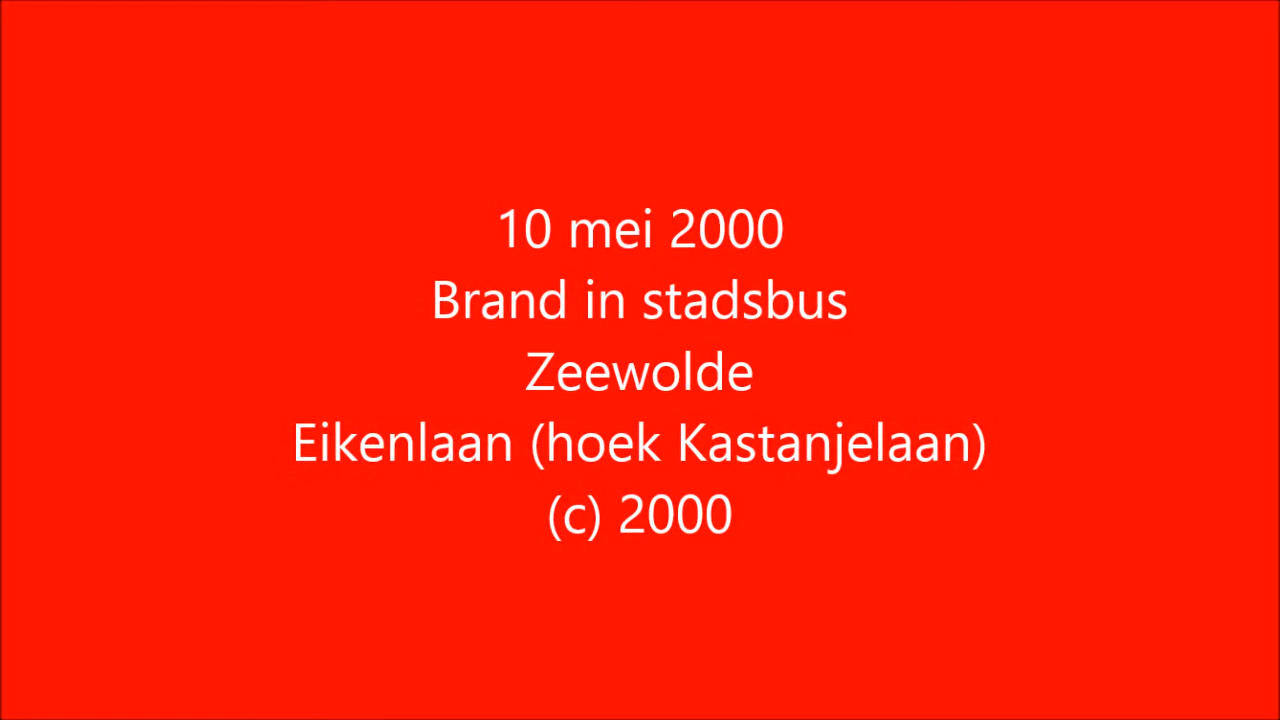 10 mei 2000
Brand in stadsbus
Zeewolde
Eikenlaan (hoek Kastanjelaan)
(c) 2000